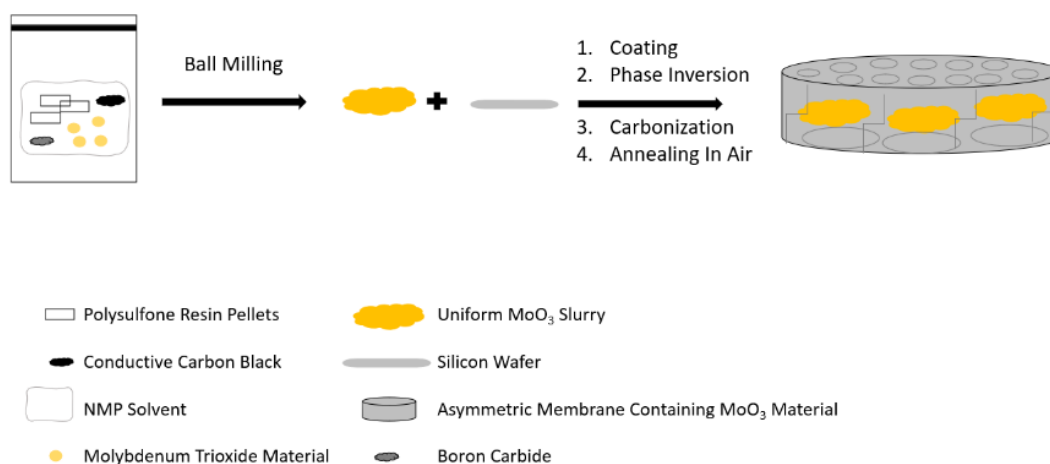 Ball Milling
1. Coating
2. Phase Inversion
3. Carbonization
4. Annealing In Air
Polysulfone Resin Pellets
Uniform MoO₃ Slurry
Conductive Carbon Black
Silicon Wafer
NMP Solvent
Asymmetric Membrane Containing MoO₃ Material
Molybdenum Trioxide Material
Boron Carbide